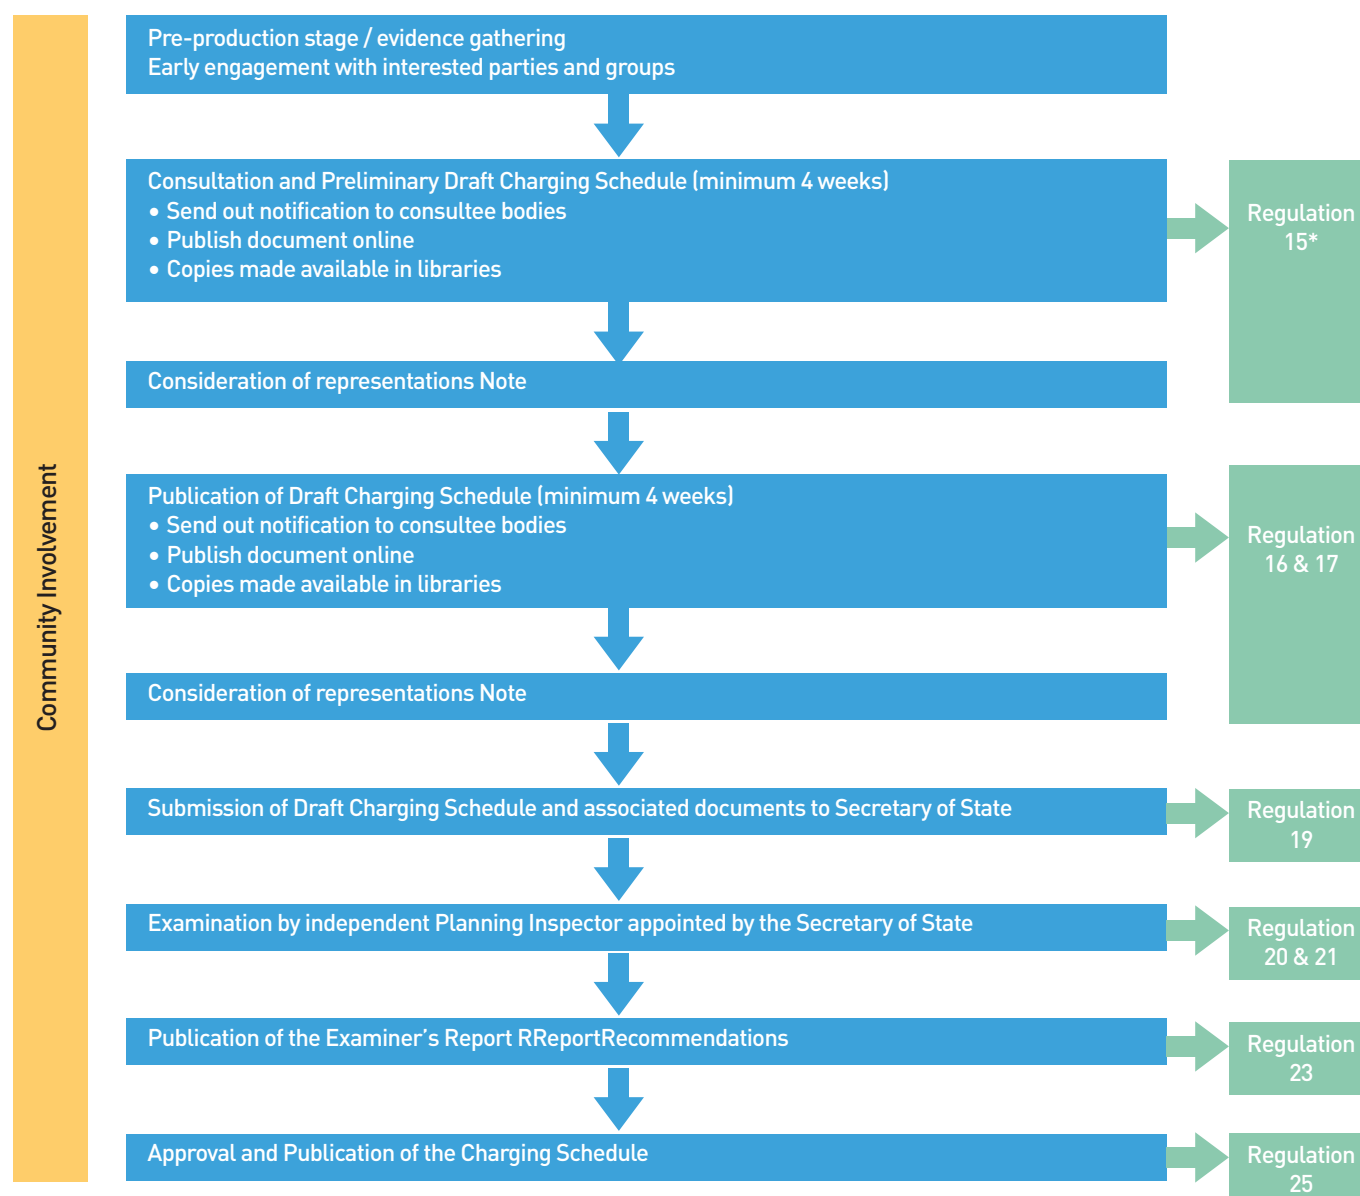 Community Involvement
Pre-production stage / evidence gathering
Early engagement with interested parties and groups
Consultation and Preliminary Draft Charging Schedule (minimum 4 weeks)
• Send out notification to consultee bodies
• Publish document online
• Copies made available in libraries
Regulation
15*
Consideration of representations Note
Publication of Draft Charging Schedule (minimum 4 weeks)
• Send out notification to consultee bodies
• Publish document online
• Copies made available in libraries
Regulation
16 & 17
Consideration of representations Note
Submission of Draft Charging Schedule and associated documents to Secretary of State
Regulation
19
Examination by independent Planning Inspector appointed by the Secretary of State
Regulation
20 & 21
Publication of the Examiner's Report RReportRecommendations
Regulation
23
Approval and Publication of the Charging Schedule
Regulation
25